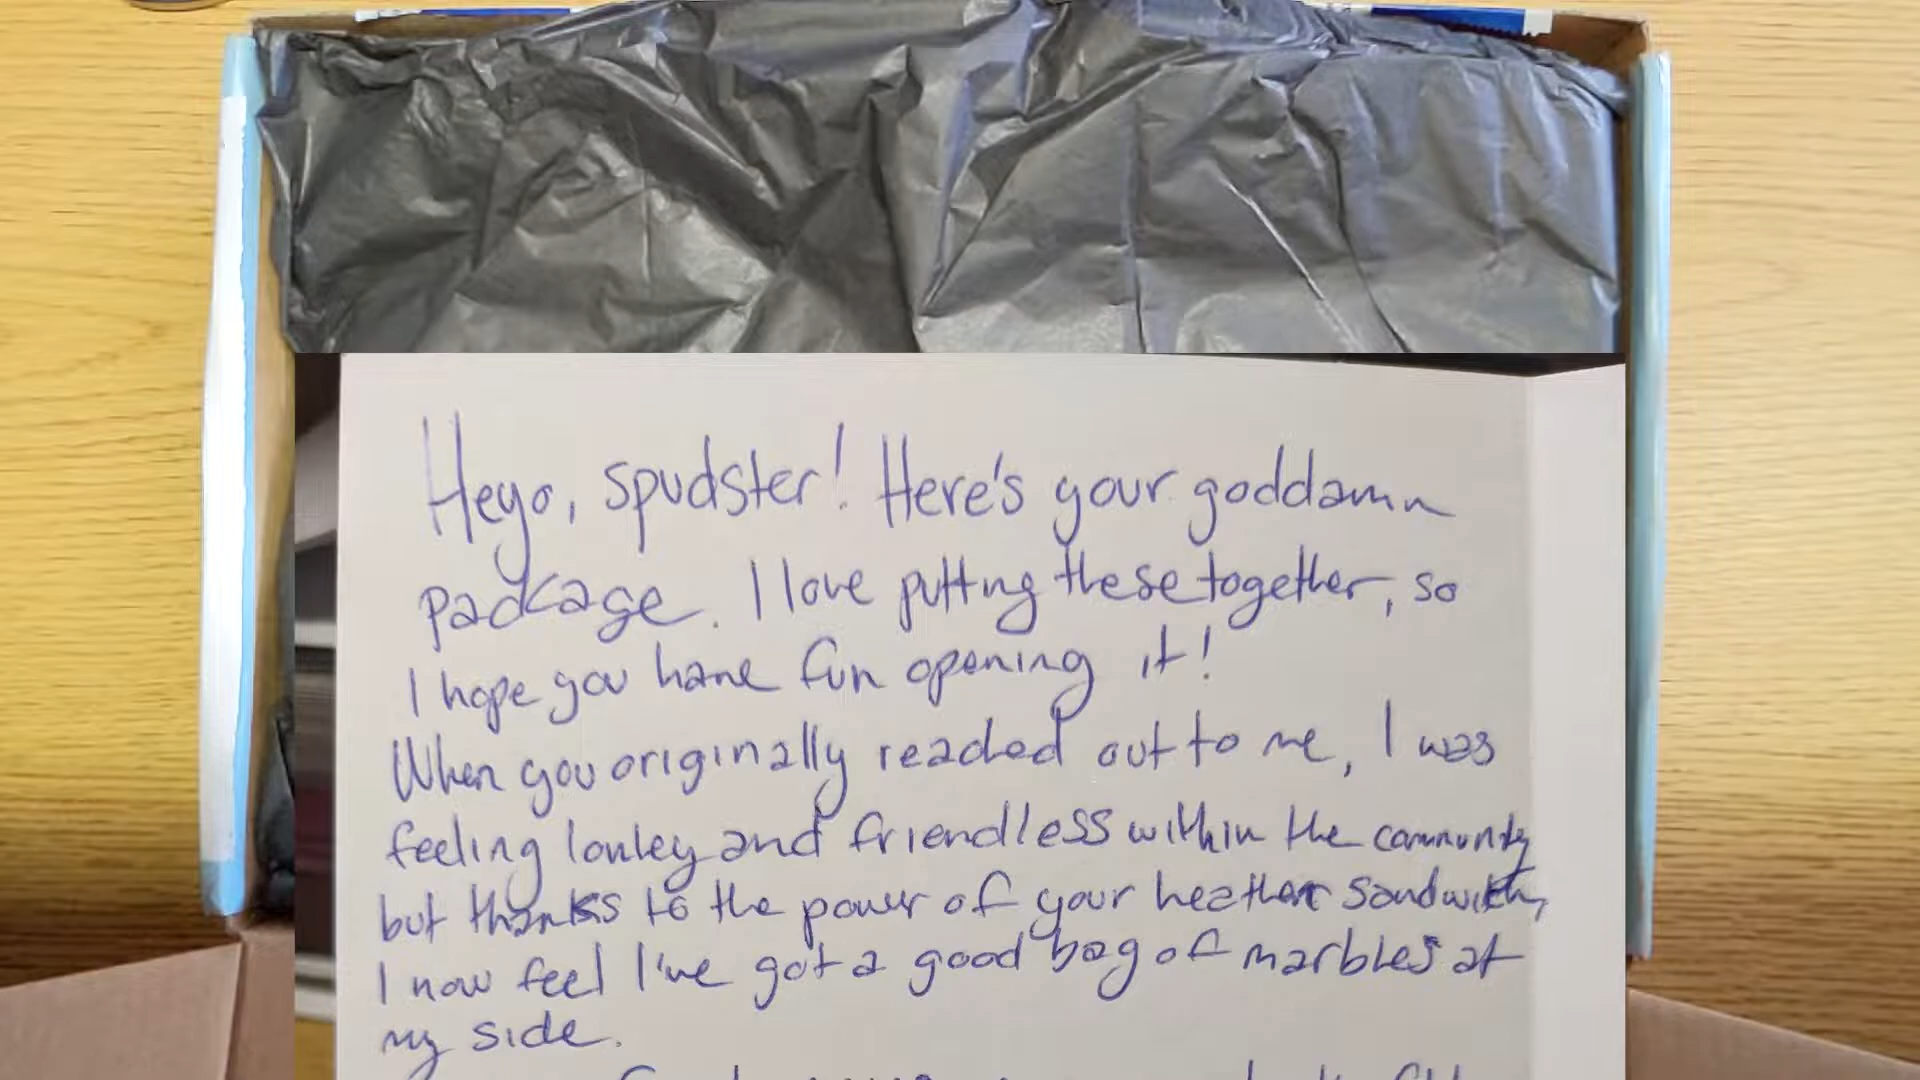 Heyo, spudster! Here's your goddamn
package. I love putting these together, so
I hope you have fun opening it!
When you originally reached out to me, I was
feeling lonley and friendless within the community
but thanks to the power of your heather sandwitch,
I now feel I've got a good bag of marbles at
my side.